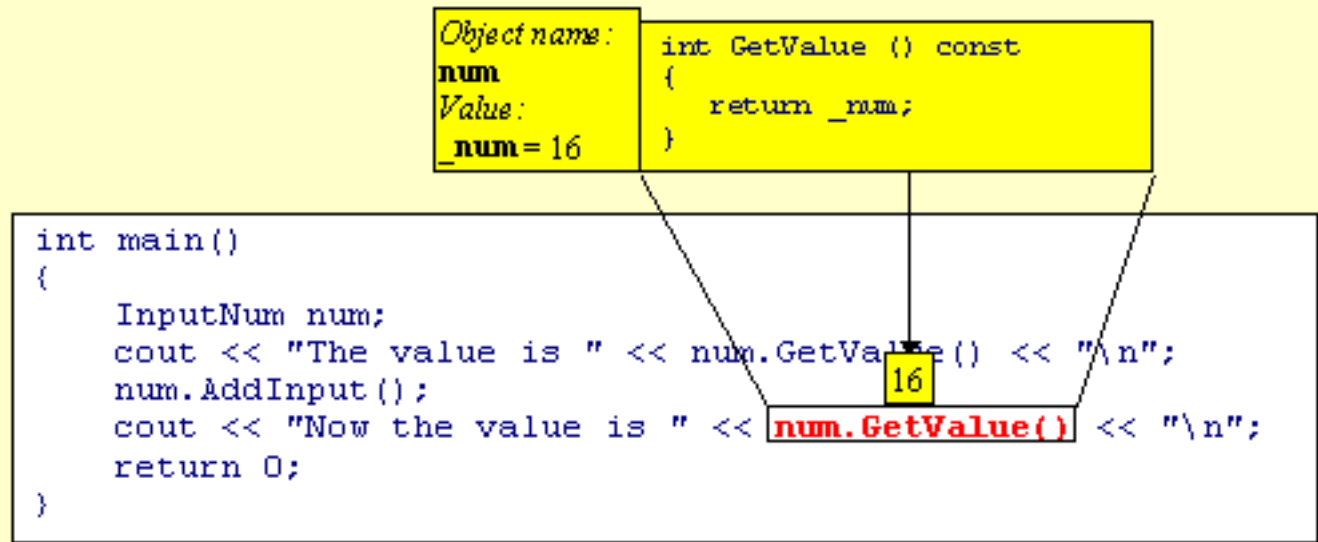 Object name:
num
Value:
_num = 16
int GetValue () const
{
return _num;
}
int main()
{
InputNum num;
cout << "The value is " << num.GetValue() << "\n";
num.AddInput();
16
cout << "Now the value is " << num.GetValue() << "\n";
return 0;
}